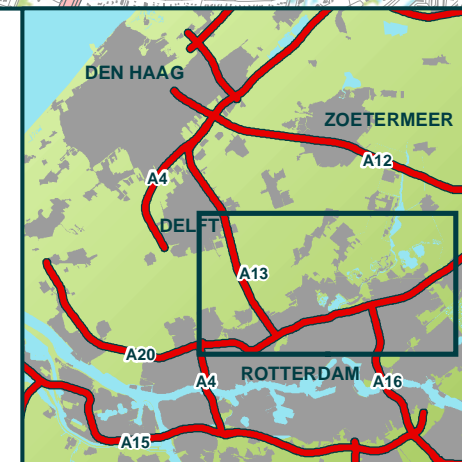 DEN HAAG
ZOETERMEER
A12
A4
DELFT
A13
A20
ROTTERDAM
A4
A16
A15